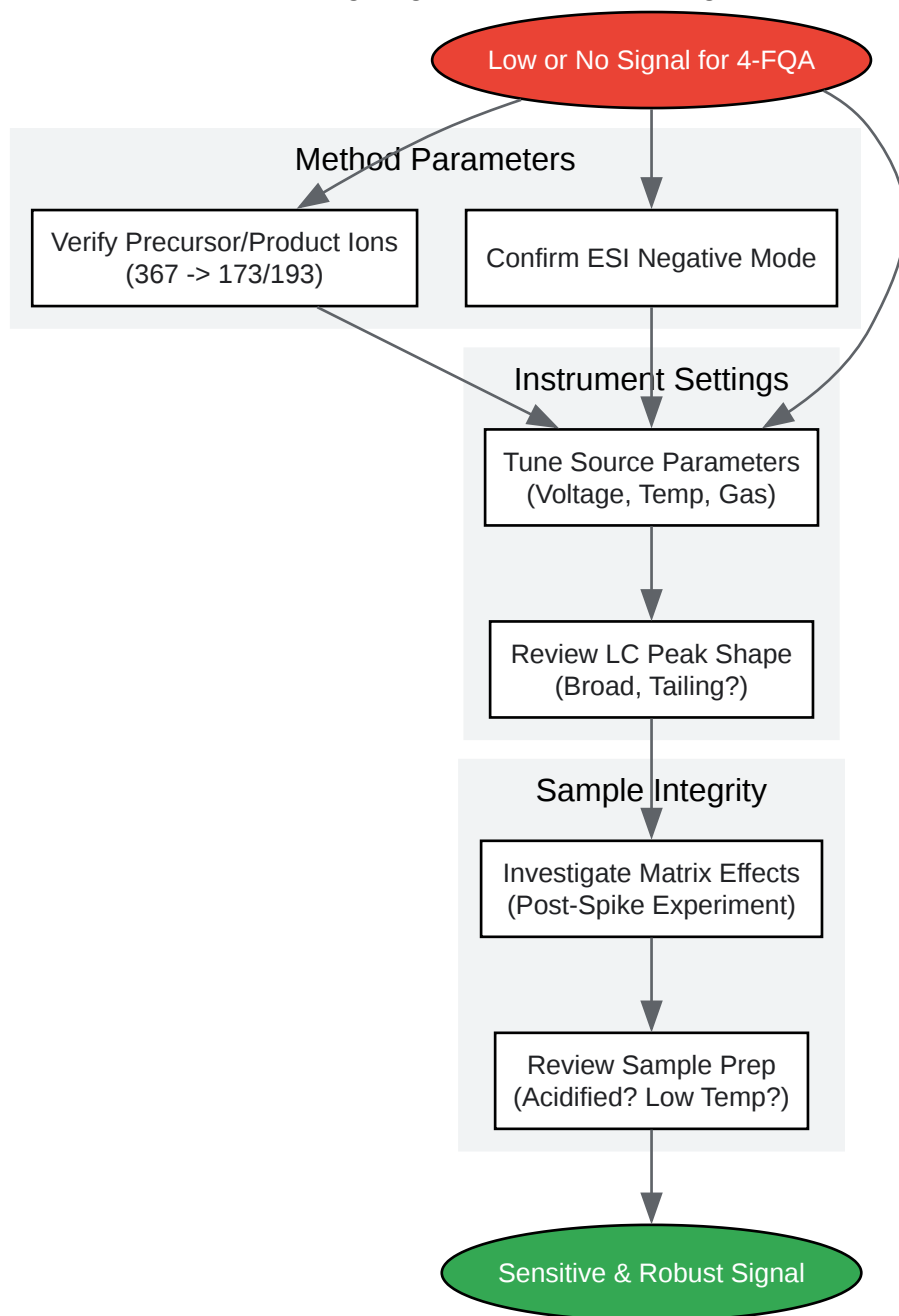 Low or No Signal for 4-FQA
Method Parameters
Verify Precursor/Product Ions
(367 -> 173/193)
Confirm ESI Negative Mode
Instrument Settings
Tune Source Parameters
(Voltage, Temp, Gas)
Review LC Peak Shape
(Broad, Tailing?)
Sample Integrity
Investigate Matrix Effects
(Post-Spike Experiment)
Review Sample Prep
(Acidified? Low Temp?)
Sensitive & Robust Signal